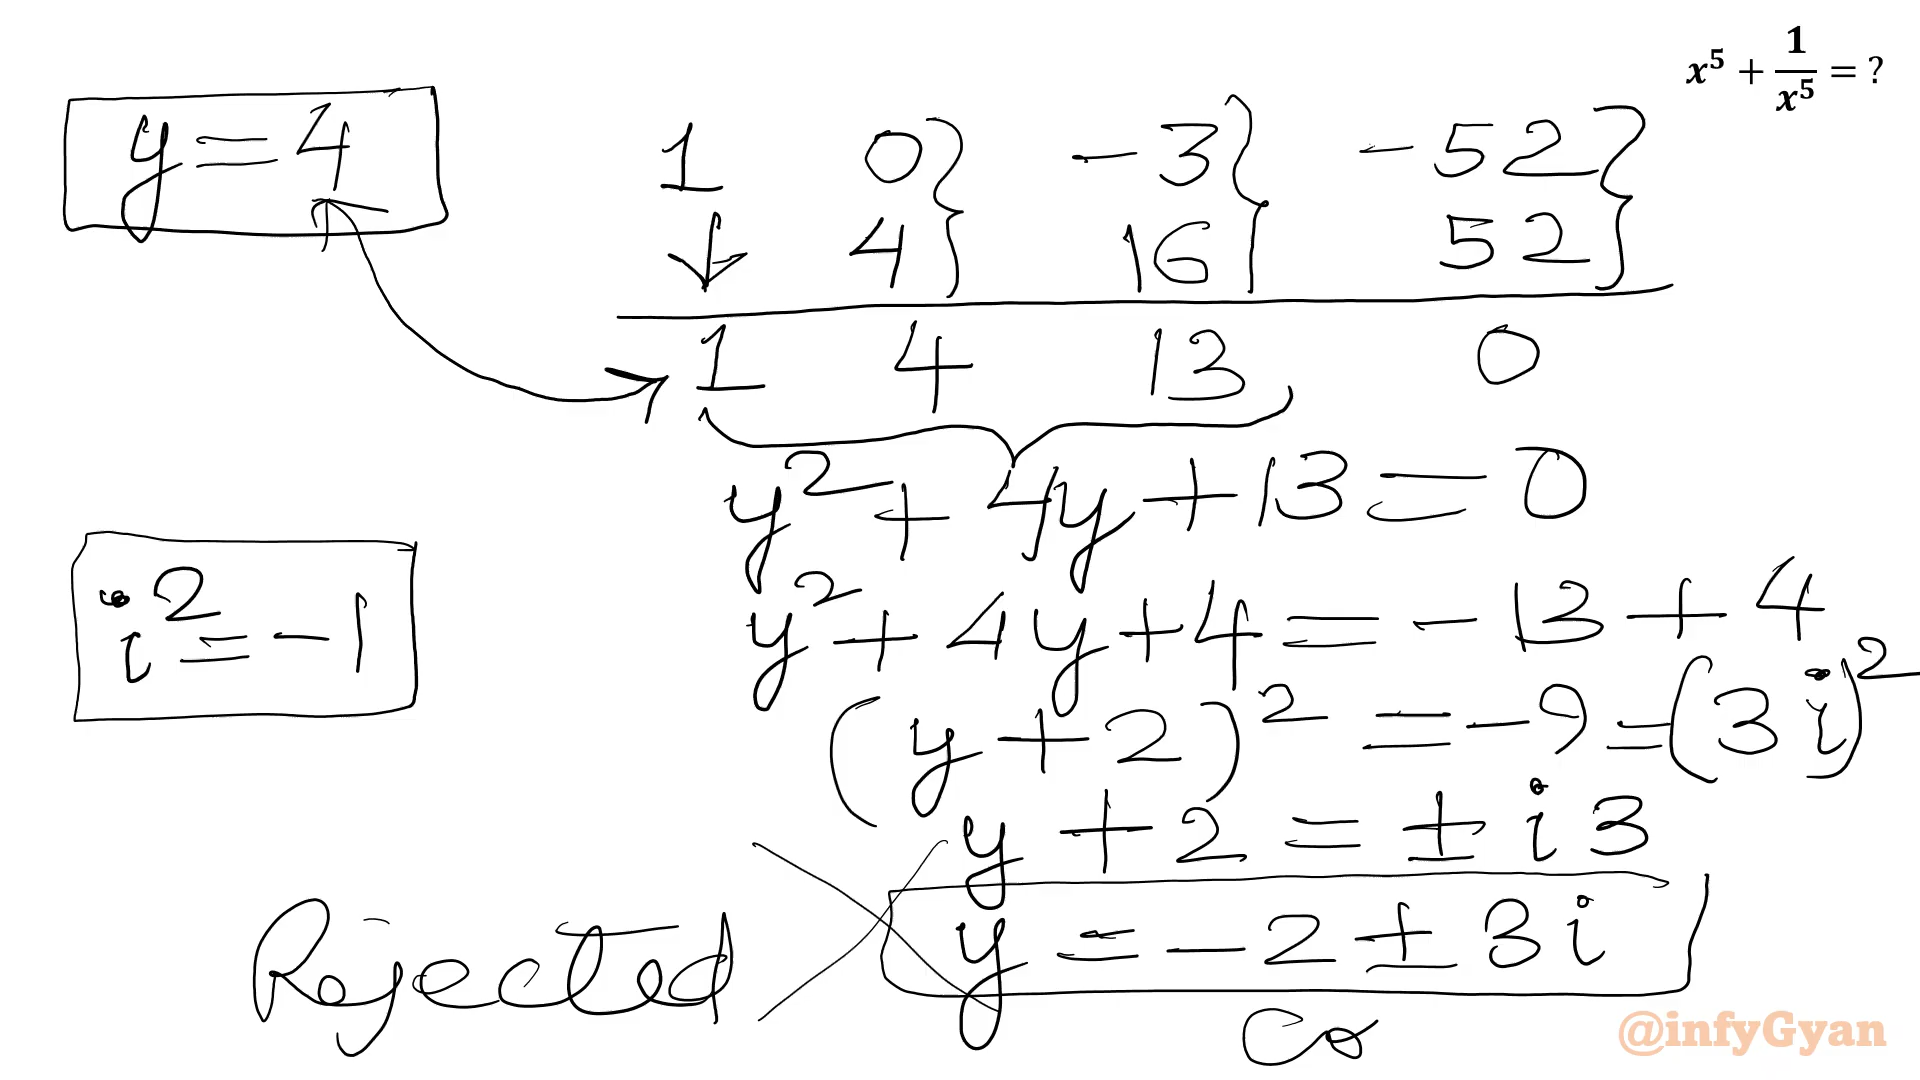 x⁵ + 1/x⁵ = ?
y = 4
1 0 -3 -52
↓ 4 16 52
1 4 13 0
y² + 4y + 13 = 0
i² = -1
y² + 4y + 4 = -13 + 4
(y + 2)² = -9 = (3i)²
y + 2 = ± i 3
Rejected y = -2 ± 3i
Co
@infyGyan